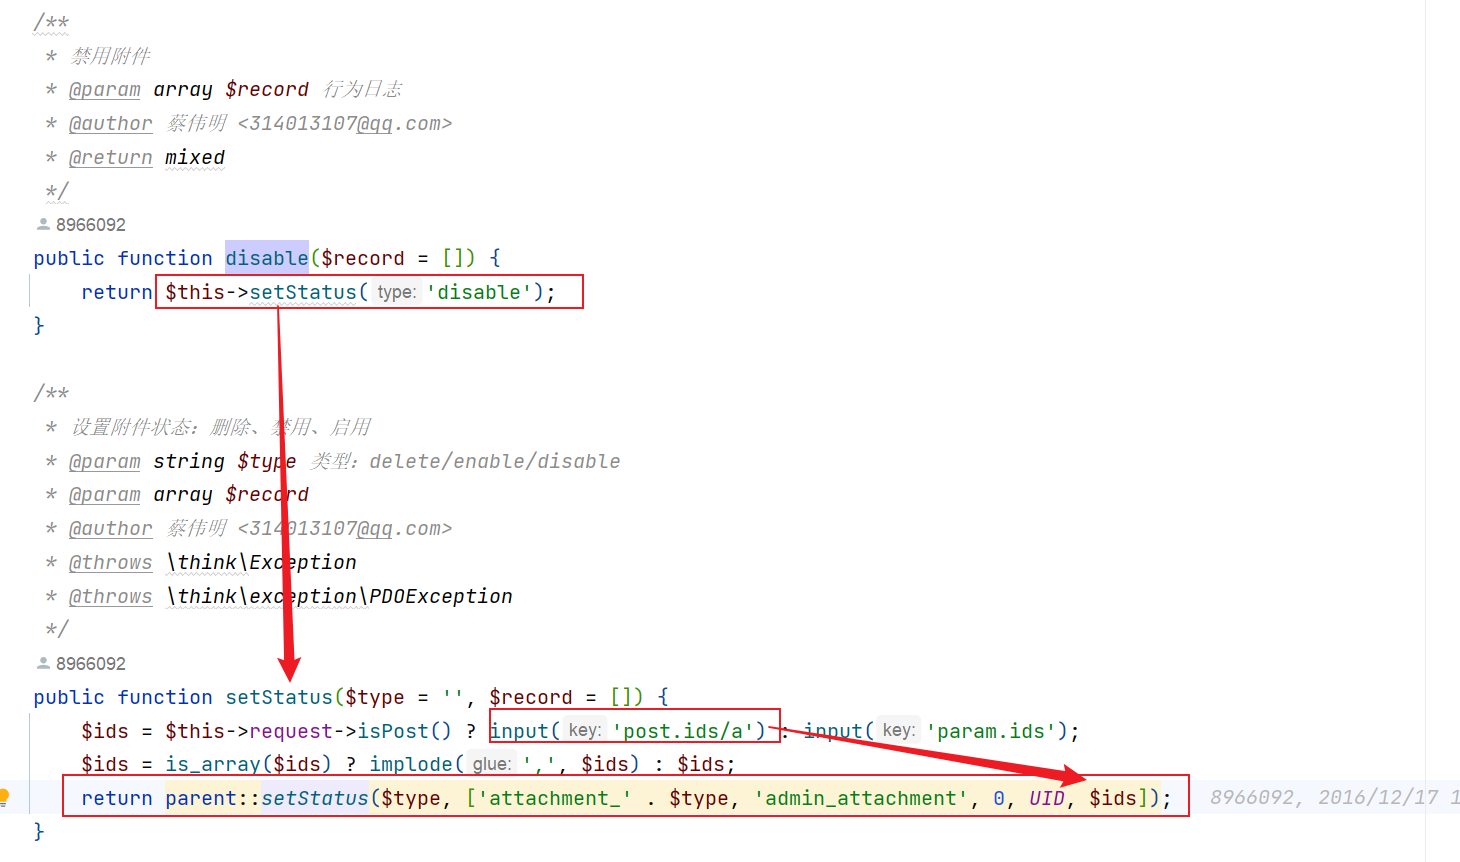 /**
* 禁用附件
* @param array $record 行为日志
* @author 蔡伟明 <314013107@qq.com>
* @return mixed
*/
8966092
public function disable($record = []) {
return $this->setStatus( type: 'disable');
}
/**
* 设置附件状态：删除、禁用、启用
* @param string $type 类型：delete/enable/disable
* @param array $record
* @author 蔡伟明 <314013107@qq.com>
* @throws \think\Exception
* @throws \think\exception\PDOException
*/
8966092
public function setStatus($type = '', $record = []) {
$ids = $this->request->isPost() ? input( key: 'post.ids/a') : input( key: 'param.ids');
$ids = is_array($ids) ? implode( glue: ',', $ids) : $ids;
return parent::setStatus($type, ['attachment_' . $type, 'admin_attachment', 0, UID, $ids]); 8966092, 2016/12/17 1
}